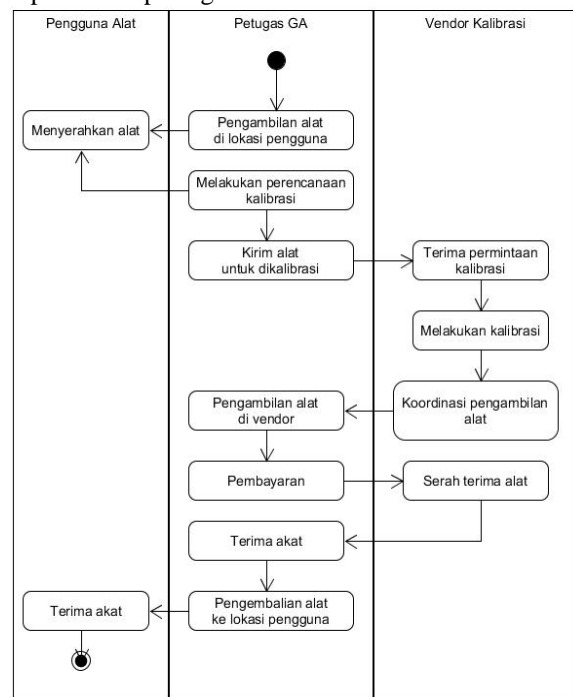 Pengguna Alat
Petugas GA
Vendor Kalibrasi
Menyerahkan alat
Pengambilan alat
di lokasi pengguna
Melakukan perencanaan
kalibrasi
Kirim alat
untuk dikalibrasi
Terima permintaan
kalibrasi
Melakukan kalibrasi
Pengambilan alat
di vendor
Koordinasi pengambilan
alat
Pembayaran
Serah terima alat
Terima akat
Terima akat
Pengembalian alat
ke lokasi pengguna